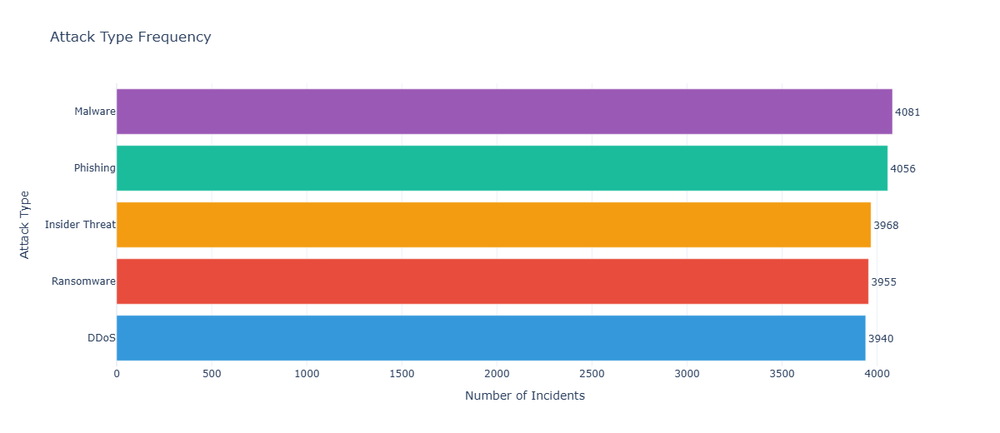 Attack Type Frequency
Attack Type
Malware
4081
Phishing
4056
Insider Threat
3968
Ransomware
3955
DDoS
3940
0 500 1000 1500 2000 2500 3000 3500 4000
Number of Incidents